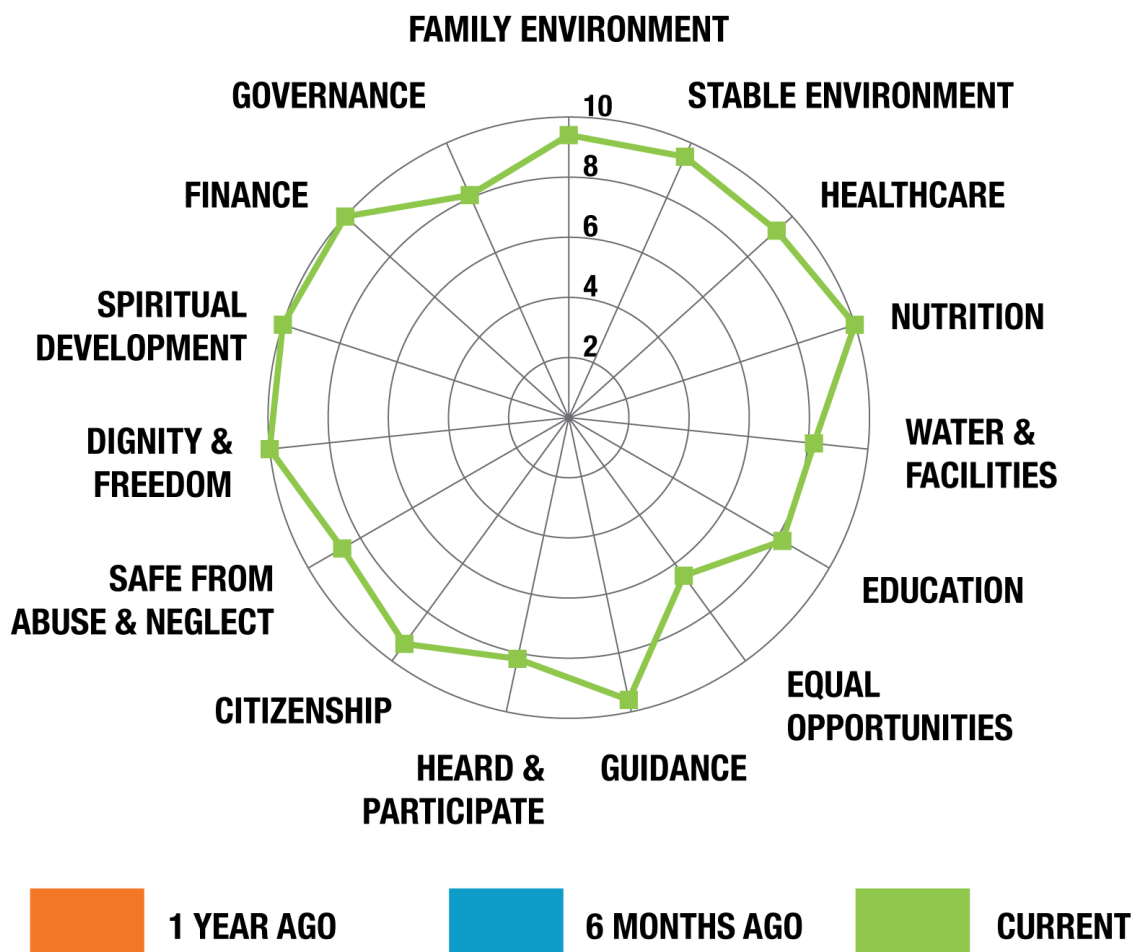 FAMILY ENVIRONMENT
GOVERNANCE
STABLE ENVIRONMENT
10
FINANCE
8
HEALTHCARE
6
SPIRITUAL
DEVELOPMENT
4
NUTRITION
2
DIGNITY &
FREEDOM
WATER &
FACILITIES
SAFE FROM
ABUSE & NEGLECT
EDUCATION
CITIZENSHIP
EQUAL
OPPORTUNITIES
HEARD &
PARTICIPATE
GUIDANCE
1 YEAR AGO
6 MONTHS AGO
CURRENT